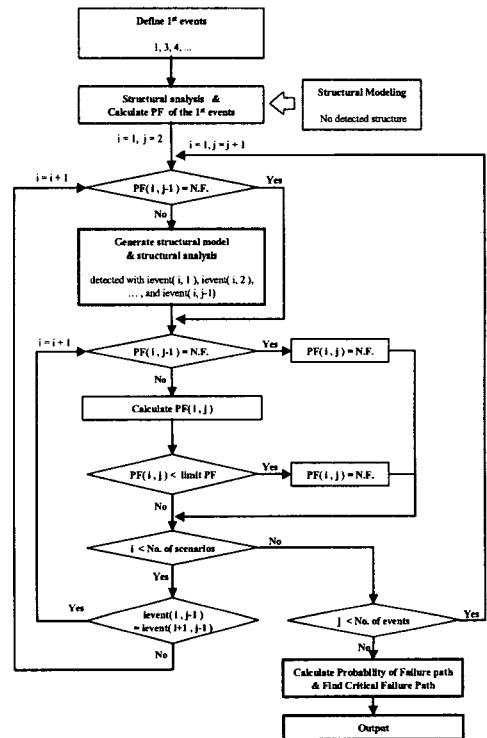 Define 1st events
1, 3, 4, ...
Structural analysis &
Calculate PF of the 1st events
Structural Modeling
No detected structure
i = 1, j = 2
i = 1, j = j + 1
i = i + 1
PF( i , j-1 ) = N.F.
Yes
No
Generate structural model
& structural analysis
detected with ievent( i, 1 ), ievent( i, 2 ),
... , and ievent( i, j-1)
i = i + 1
PF( i , j-1 ) = N.F.
Yes
PF( i , j ) = N.F.
No
Calculate PF( i , j )
PF( i , j ) < limit PF
Yes
PF( i , j ) = N.F.
No
i < No. of scenarios
No
Yes
Yes
ievent( i , j-1 )
= ievent( i+1 , j-1 )
No
Yes
j < No. of events
No
Calculate Probability of Failure path
& Find Critical Failure Path
Output